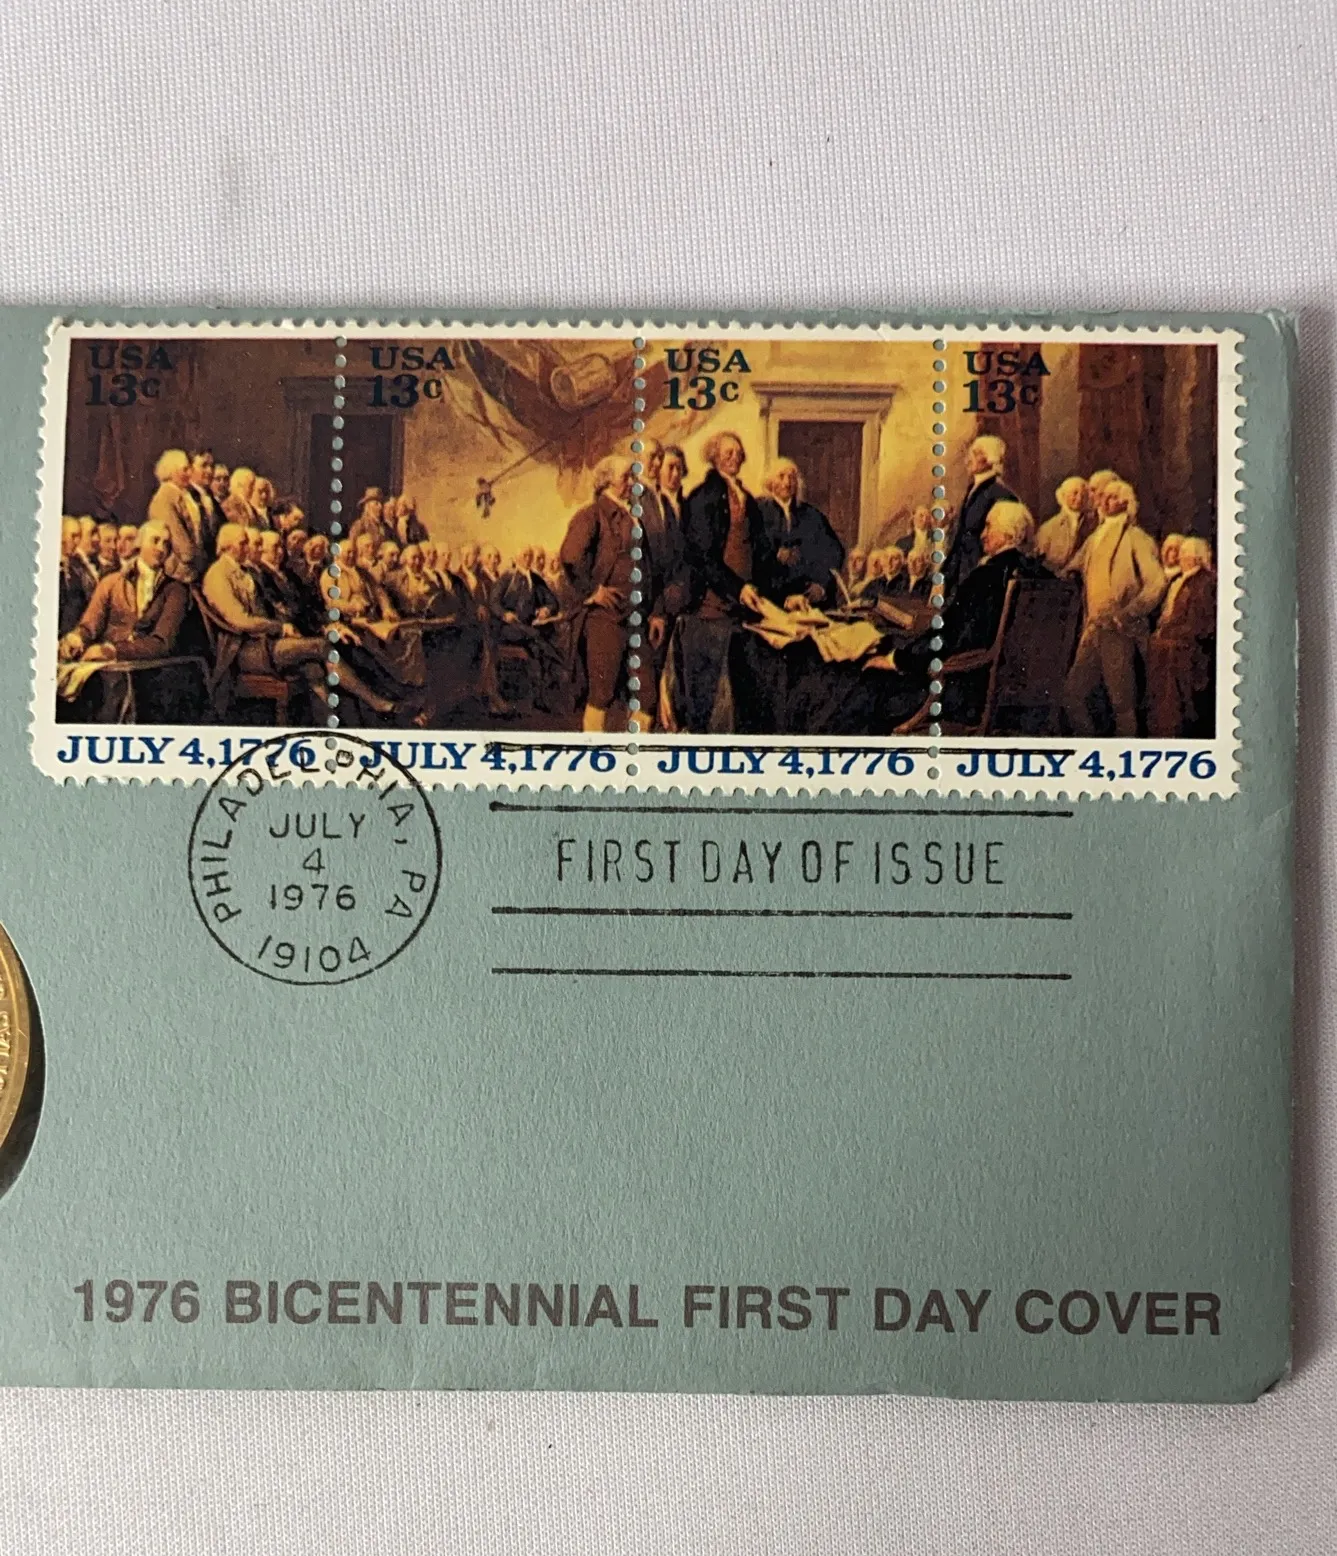 USA USA USA USA
13c 13c 13c 13c
JULY 4,1776 JULY 4,1776 JULY 4,1776 JULY 4,1776
PHILADELPHIA, PA
JULY
4
1976
19104
FIRST DAY OF ISSUE
1976 BICENTENNIAL FIRST DAY COVER